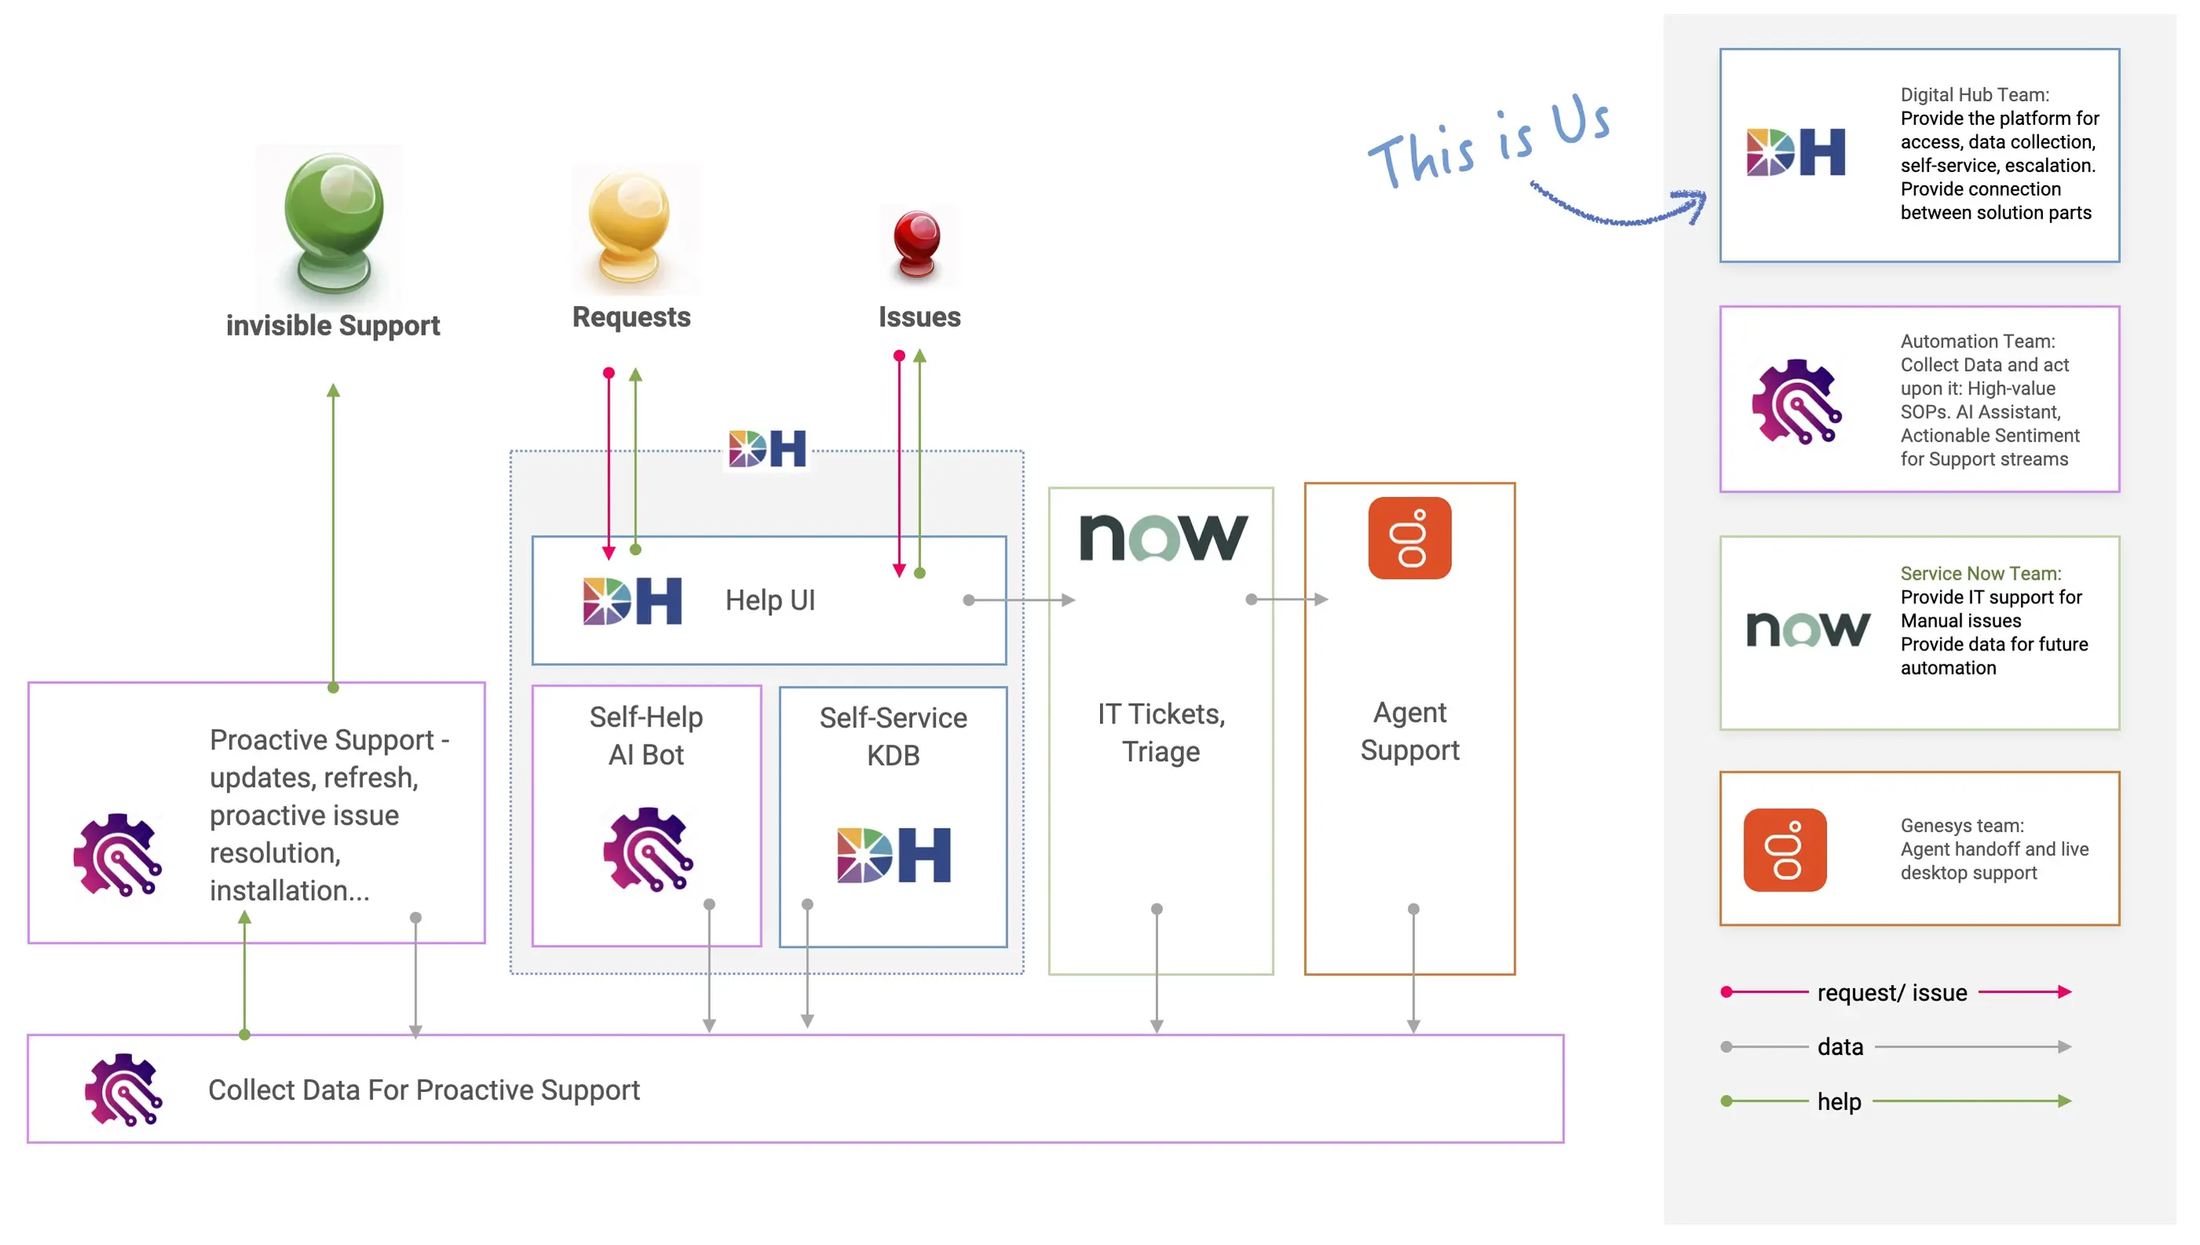 This is Us
invisible Support
Requests
Issues
DH
DH
Help UI
Self-Help
AI Bot
Self-Service
KDB
DH
now
IT Tickets,
Triage
Agent
Support
Proactive Support -
updates, refresh,
proactive issue
resolution,
installation...
Collect Data For Proactive Support
DH
Digital Hub Team:
Provide the platform for
access, data collection,
self-service, escalation.
Provide connection
between solution parts
Automation Team:
Collect Data and act
upon it: High-value
SOPs. AI Assistant,
Actionable Sentiment
for Support streams
now
Service Now Team:
Provide IT support for
Manual issues
Provide data for future
automation
Genesys team:
Agent handoff and live
desktop support
request/ issue
data
help